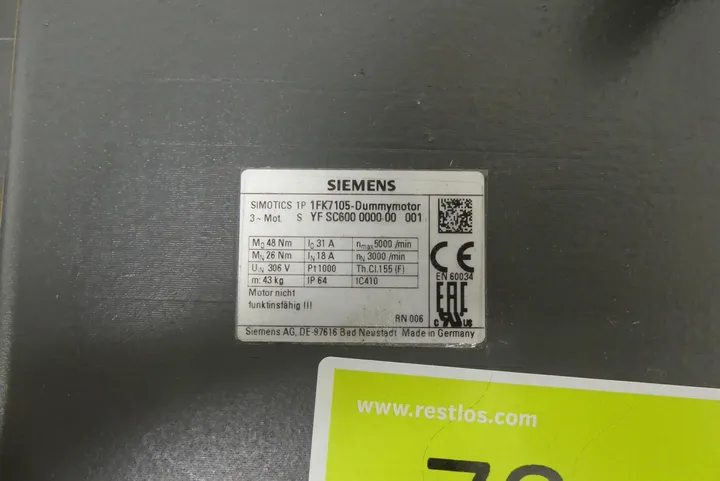 SIEMENS
SIMOTICS 1P 1FK7105-Dummymotor
3~ Mot. S YF SC600 0000-00 001
M0 48 Nm I0 31 A nmax5000 /min
MN 26 Nm IN 18 A nN 3000 /min
UIN 306 V Pt1000 Th.Cl.155 (F)
m: 43 kg IP 64 IC410
Motor nicht
funktinsfähig !!!
CE
EN 60034
EAC
C UR US
RN 006
Siemens AG, DE-97616 Bad Neustadt Made in Germany
www.restlos.com